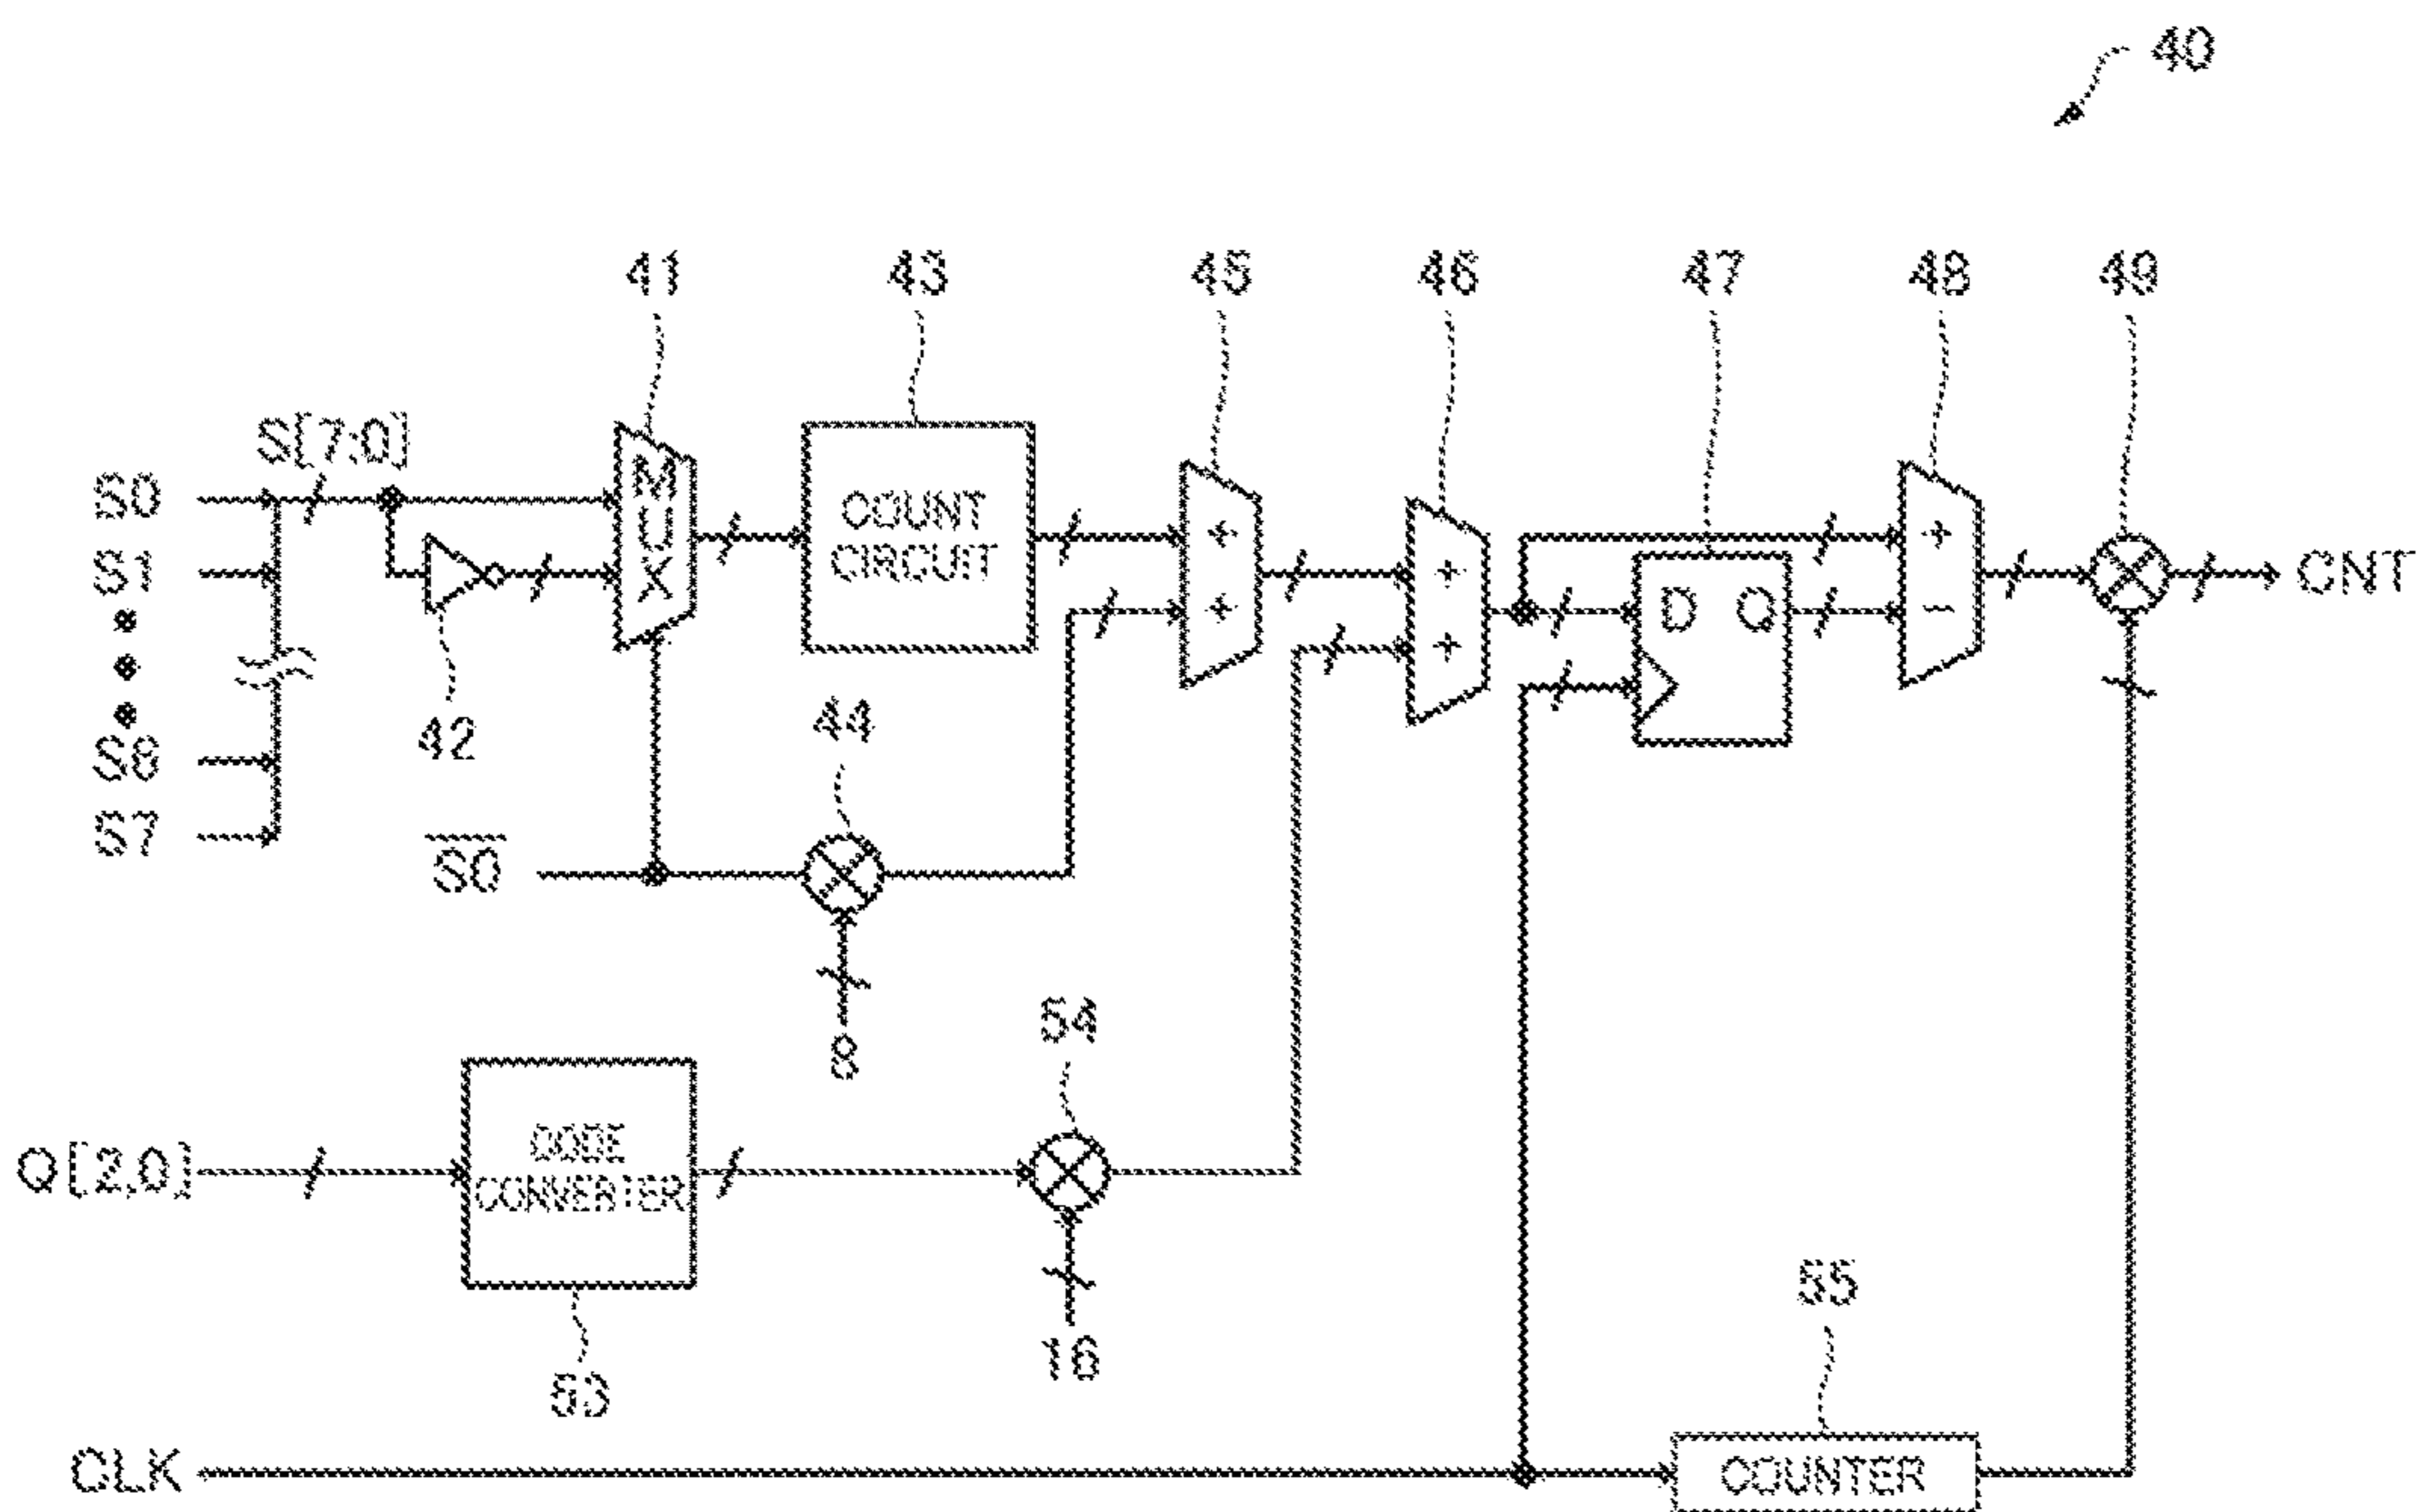 40
41 43 45 46 47 48 49
S[7:0]
S0
MUX
COUNT
CIRCUIT
+
+
+
+
+
−
S1
D Q
CNT
42
S6
44
S7
S0
8
54
Q[2,0]
CODE
CONVERTER
16
53
55
CLK
COUNTER